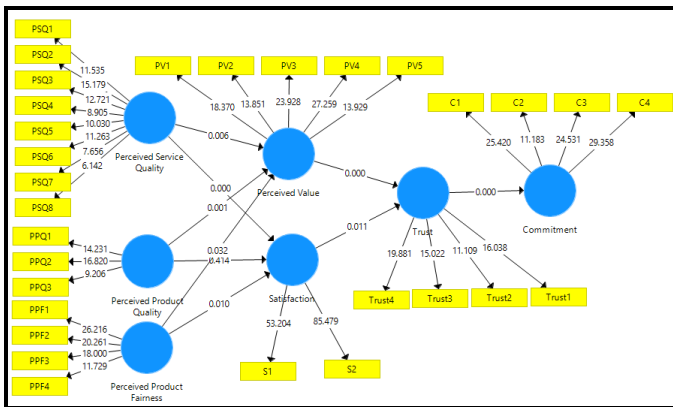 PSQ1
PSQ2
PSQ3
PSQ4
PSQ5
PSQ6
PSQ7
PSQ8
11.535
15.179
12.721
8.905
10.030
11.263
7.656
6.142
Perceived Service
Quality
PV1
PV2
PV3
PV4
PV5
18.370
13.851
23.928
27.259
13.929
Perceived Value
0.006
0.000
0.001
0.032
0.414
0.010
PPQ1
PPQ2
PPQ3
14.231
16.820
9.206
Perceived Product
Quality
PPF1
PPF2
PPF3
PPF4
26.216
20.261
18.000
11.729
Perceived Product
Fairness
Satisfaction
53.204
85.479
S1
S2
0.000
0.011
Trust
19.881
15.022
11.109
16.038
Trust4
Trust3
Trust2
Trust1
0.000
C1
C2
C3
C4
25.420
11.183
24.531
29.358
Commitment